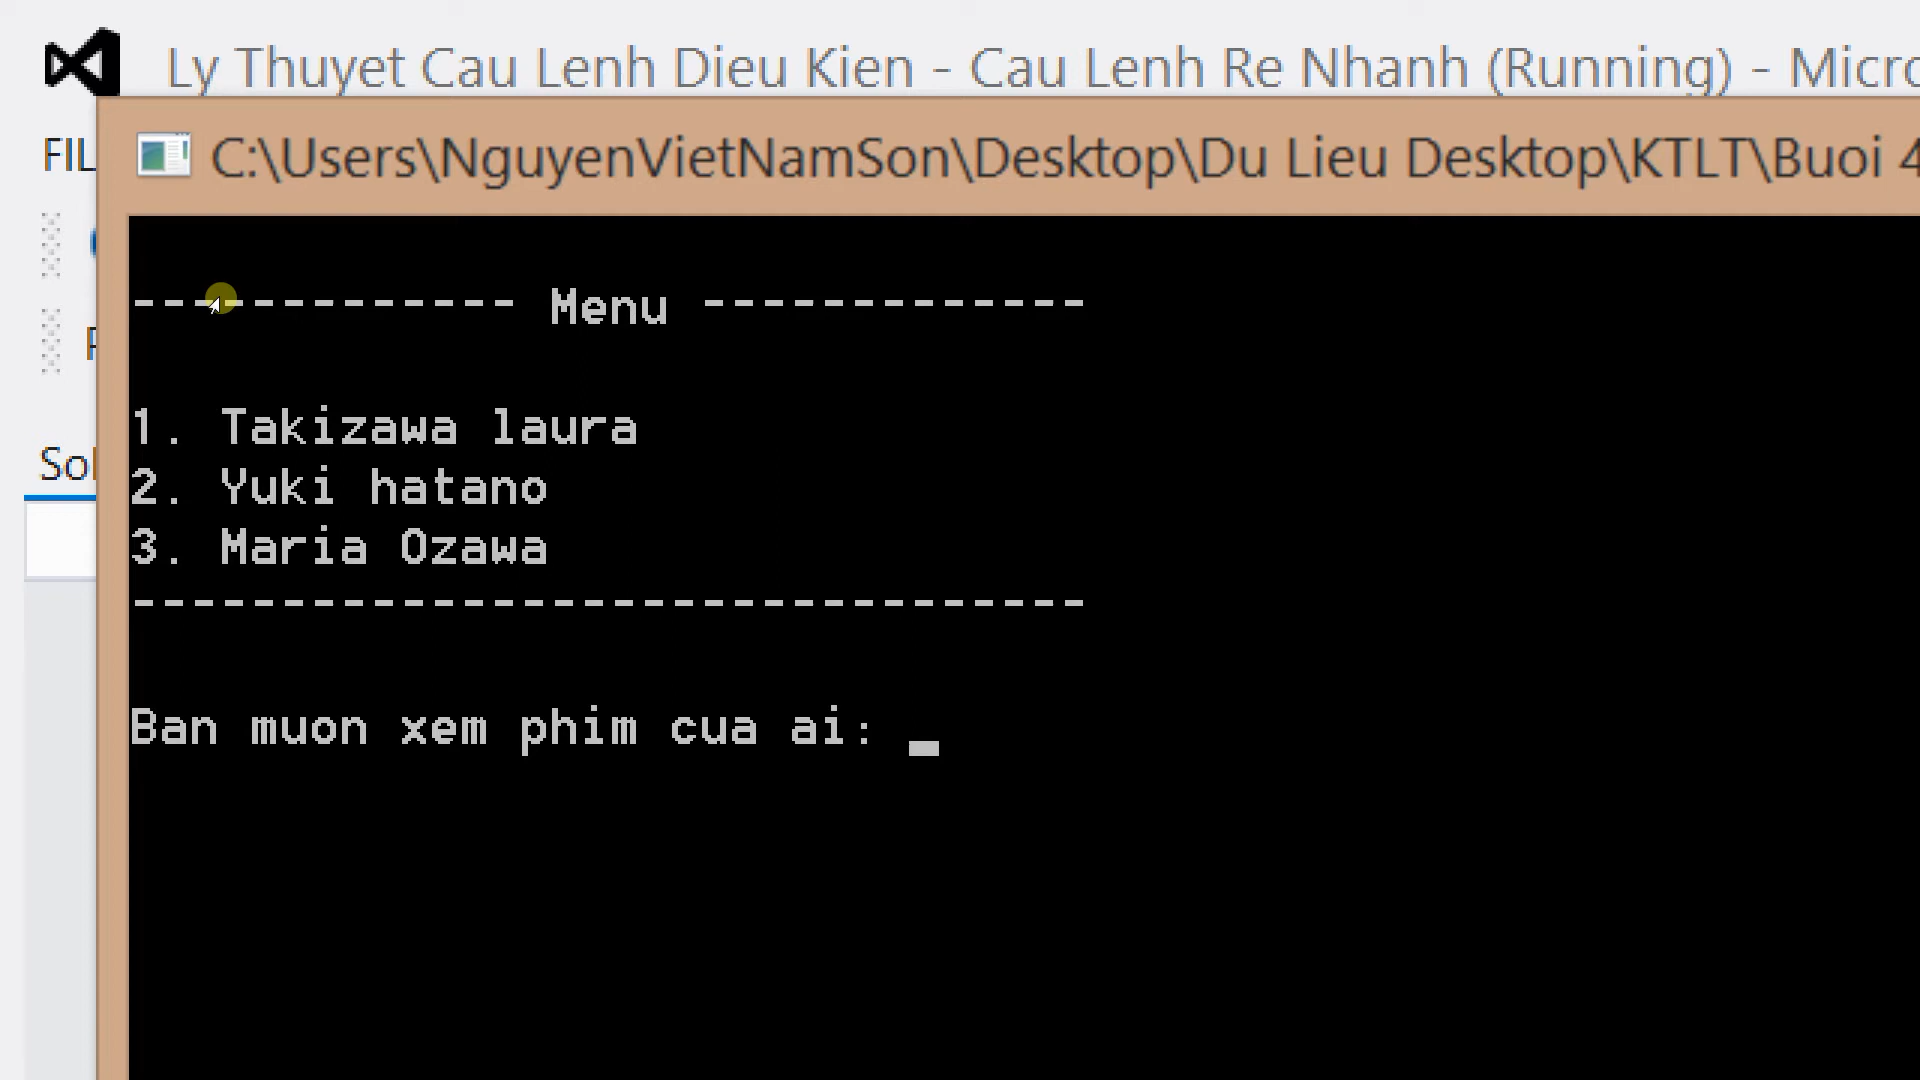 Ly Thuyet Cau Lenh Dieu Kien - Cau Lenh Re Nhanh (Running) - Micro
C:\Users\NguyenVietNamSon\Desktop\Du Lieu Desktop\KTLT\Buoi 4
FIL
------------- Menu -------------
1. Takizawa laura
Sol
2. Yuki hatano
3. Maria Ozawa
--------------------------------
Ban muon xem phim cua ai: _